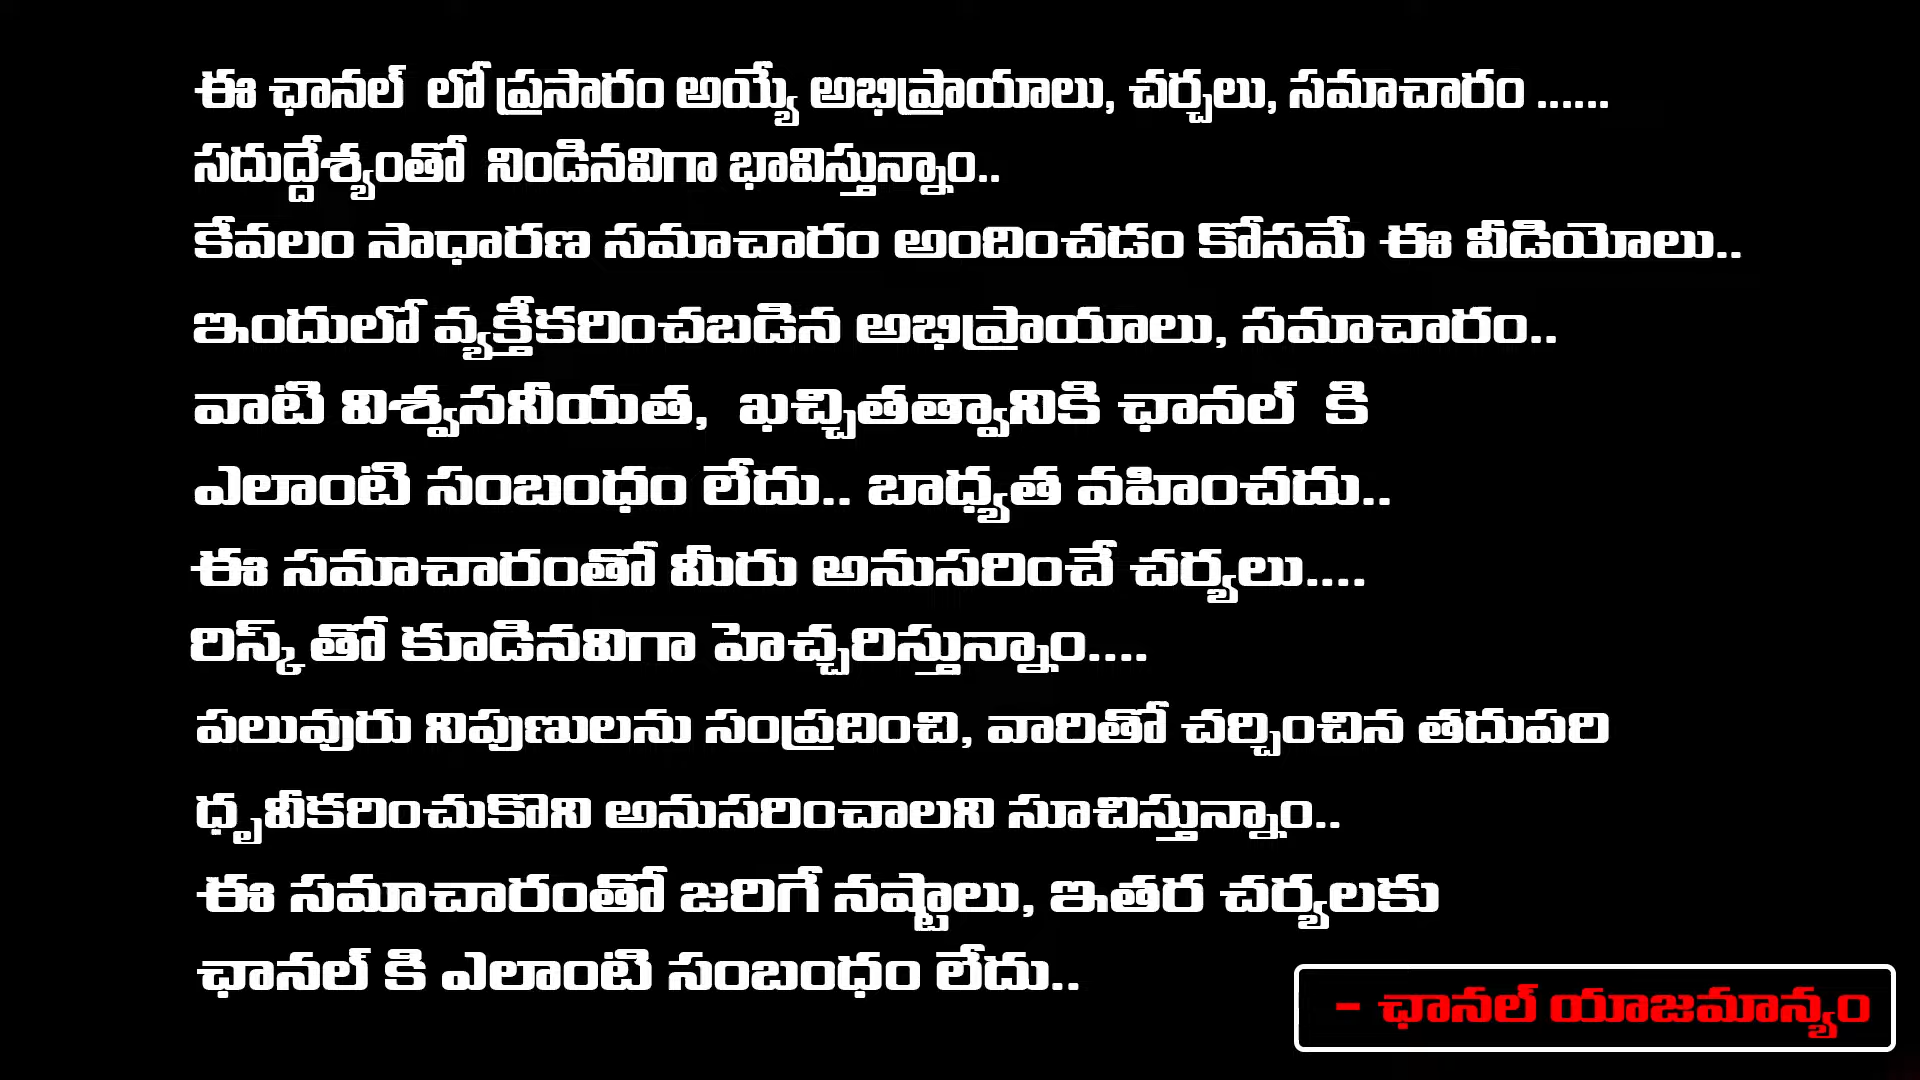 ఈ ఛానల్ లో ప్రసారం అయ్యే అభిప్రాయాలు, చర్చలు, సమాచారం ......
సదుద్దేశ్యంతో నిండినవిగా భావిస్తున్నాం..
కేవలం సాధారణ సమాచారం అందించడం కోసమే ఈ వీడియోలు..
ఇందులో వ్యక్తీకరించబడిన అభిప్రాయాలు, సమాచారం..
వాటి విశ్వసనీయత, ఖచ్చితత్వానికి ఛానల్ కి
ఎలాంటి సంబంధం లేదు.. బాధ్యత వహించదు..
ఈ సమాచారంతో మీరు అనుసరించే చర్యలు....
రిస్క్ తో కూడినవిగా హెచ్చరిస్తున్నాం....
పలువురు నిపుణులను సంప్రదించి, వారితో చర్చించిన తదుపరి
ధృవీకరించుకొని అనుసరించాలని సూచిస్తున్నాం..
ఈ సమాచారంతో జరిగే నష్టాలు, ఇతర చర్యలకు
ఛానల్ కి ఎలాంటి సంబంధం లేదు..
- ఛానల్ యాజమాన్యం